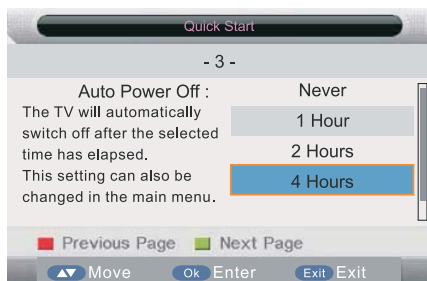 Quick Start
- 3 -
Auto Power Off :
The TV will automatically
switch off after the selected
time has elapsed.
This setting can also be
changed in the main menu.
Never
1 Hour
2 Hours
4 Hours
Previous Page Next Page
Move Ok Enter Exit Exit